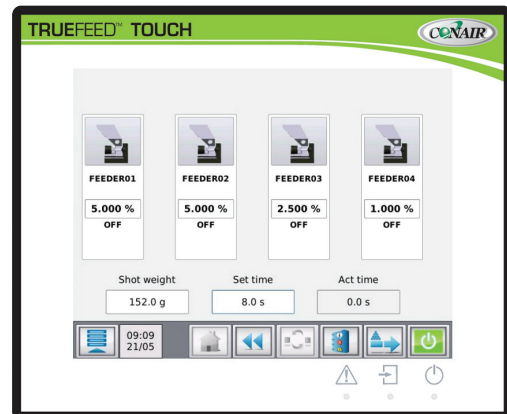 TRUEFEED™ TOUCH
CONAIR
FEEDER01 FEEDER02 FEEDER03 FEEDER04
5.000 % 5.000 % 2.500 % 1.000 %
OFF OFF OFF OFF
Shot weight Set time Act time
152.0 g 8.0 s 0.0 s
09:09
21/05